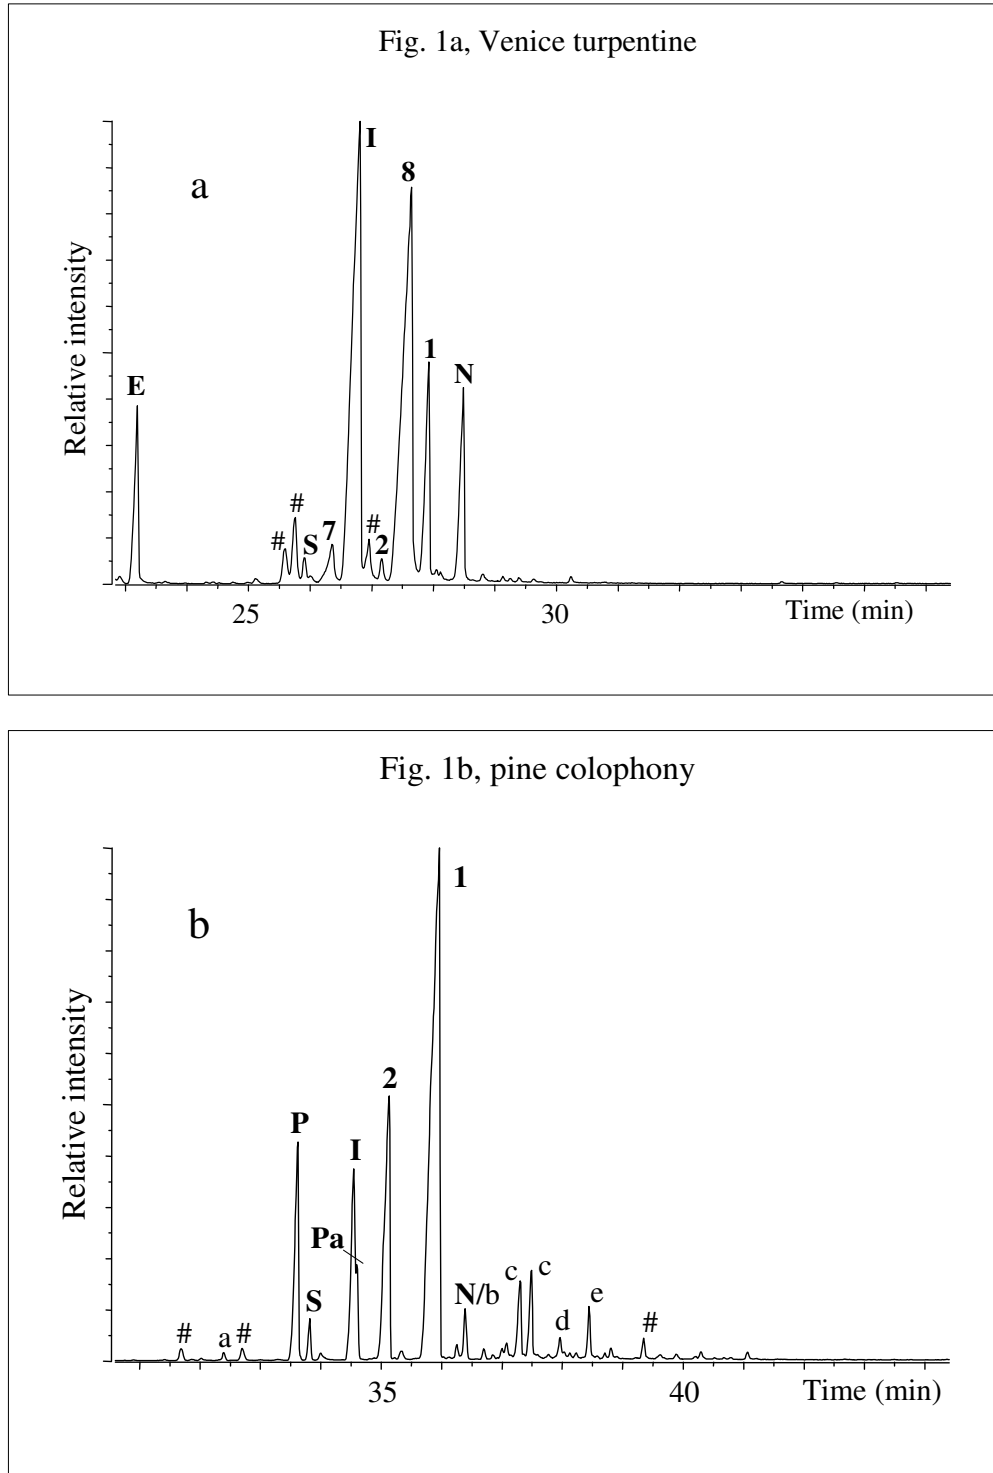 Fig. 1a, Venice turpentine
a
Relative intensity
E
#
#
S
7
I
#
2
8
1
N
25
30
Time (min)
Fig. 1b, pine colophony
b
Relative intensity
#
a
#
P
S
I
Pa
2
1
N/b
c
c
d
e
#
35
40
Time (min)